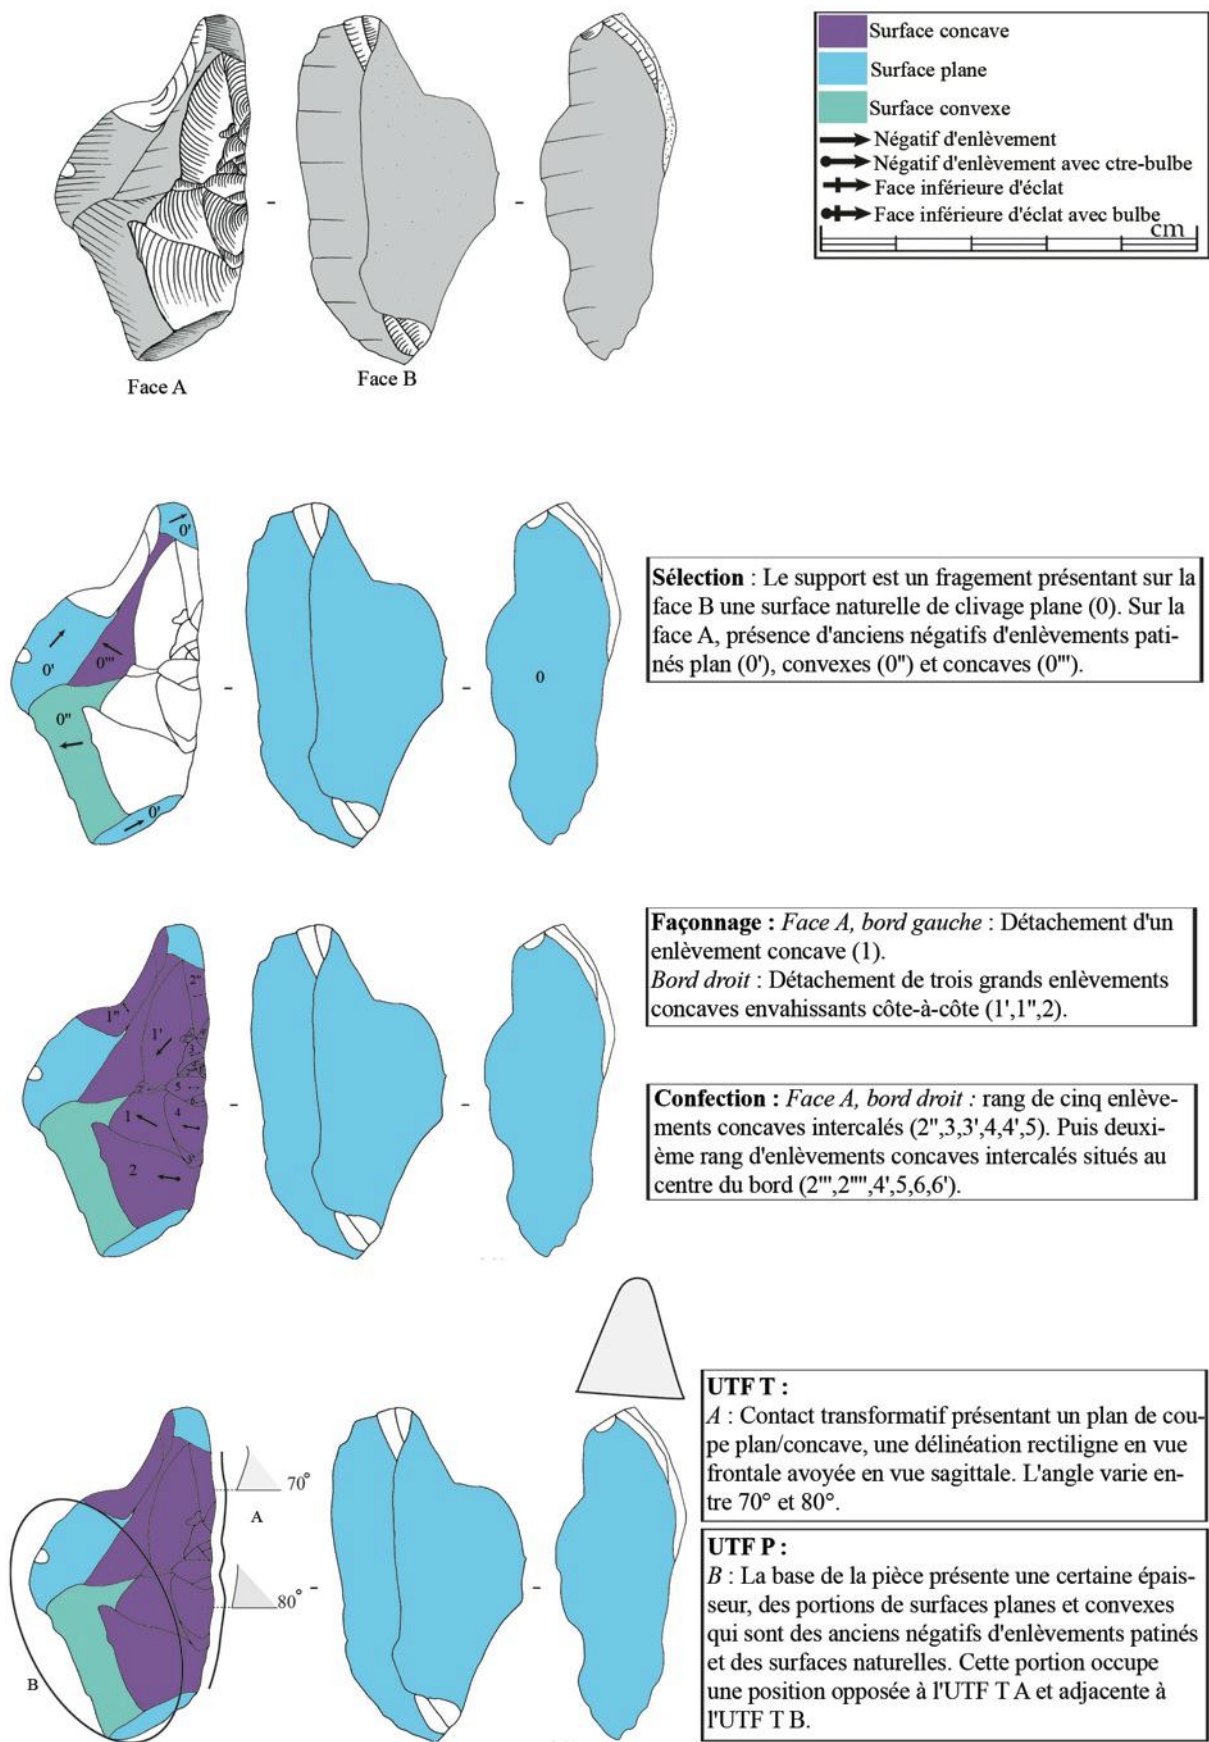 Surface concave
Surface plane
Surface convexe
Négatif d'enlèvement
Négatif d'enlèvement avec ctre-bulbe
Face inférieure d'éclat
Face inférieure d'éclat avec bulbe
cm
Face A
Face B
0'
0'
0'''
0''
0'
0
Sélection : Le support est un fragement présentant sur la
face B une surface naturelle de clivage plane (0). Sur la
face A, présence d'anciens négatifs d'enlèvements pati-
nés plan (0'), convexes (0'') et concaves (0''').
2''
1''
1'
3
5
6
4
1
3'
2
Façonnage : Face A, bord gauche : Détachement d'un
enlèvement concave (1).
Bord droit : Détachement de trois grands enlèvements
concaves envahissants côte-à-côte (1',1'',2).
Confection : Face A, bord droit : rang de cinq enlève-
ments concaves intercalés (2'',3,3',4,4',5). Puis deuxi-
ème rang d'enlèvements concaves intercalés situés au
centre du bord (2''',2'''',4',5,6,6').
70°
A
80°
B
UTF T :
A : Contact transformatif présentant un plan de cou-
pe plan/concave, une délinéation rectiligne en vue
frontale avoyée en vue sagittale. L'angle varie en-
tre 70° et 80°.
UTF P :
B : La base de la pièce présente une certaine épais-
seur, des portions de surfaces planes et convexes
qui sont des anciens négatifs d'enlèvements patinés
et des surfaces naturelles. Cette portion occupe
une position opposée à l'UTF T A et adjacente à
l'UTF T B.